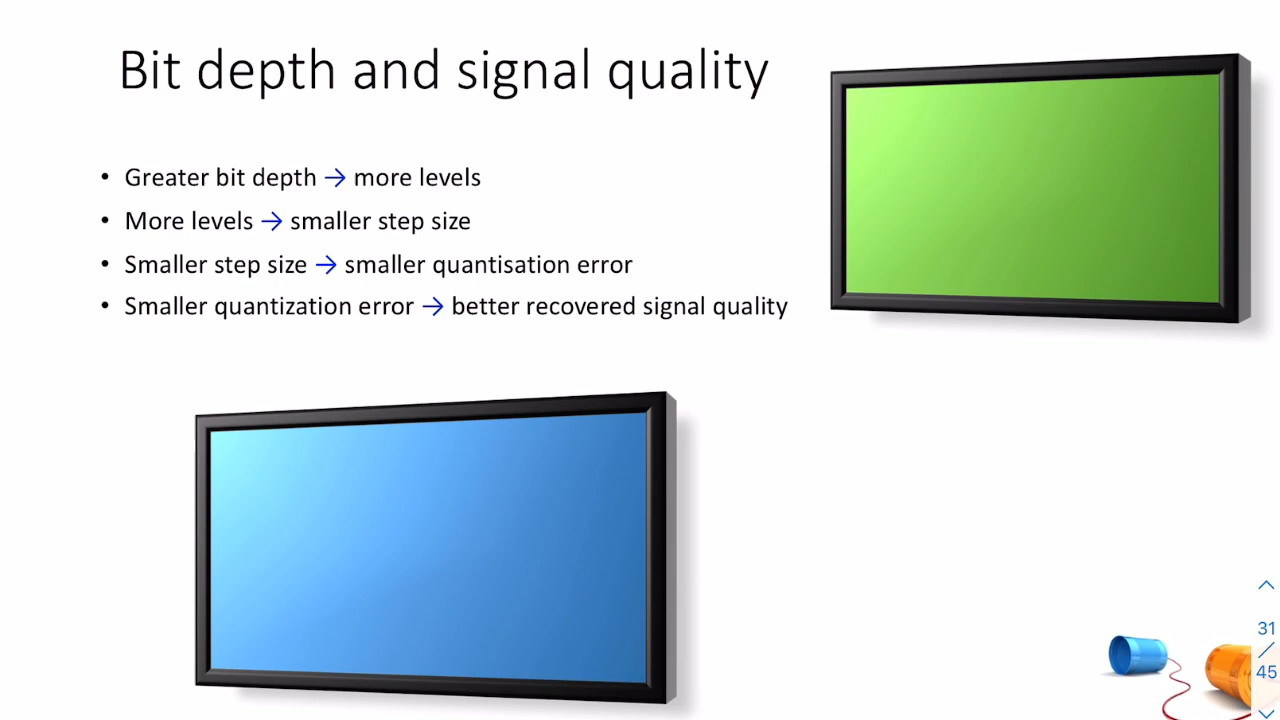 Bit depth and signal quality
• Greater bit depth → more levels
• More levels → smaller step size
• Smaller step size → smaller quantisation error
• Smaller quantization error → better recovered signal quality
31
/
45